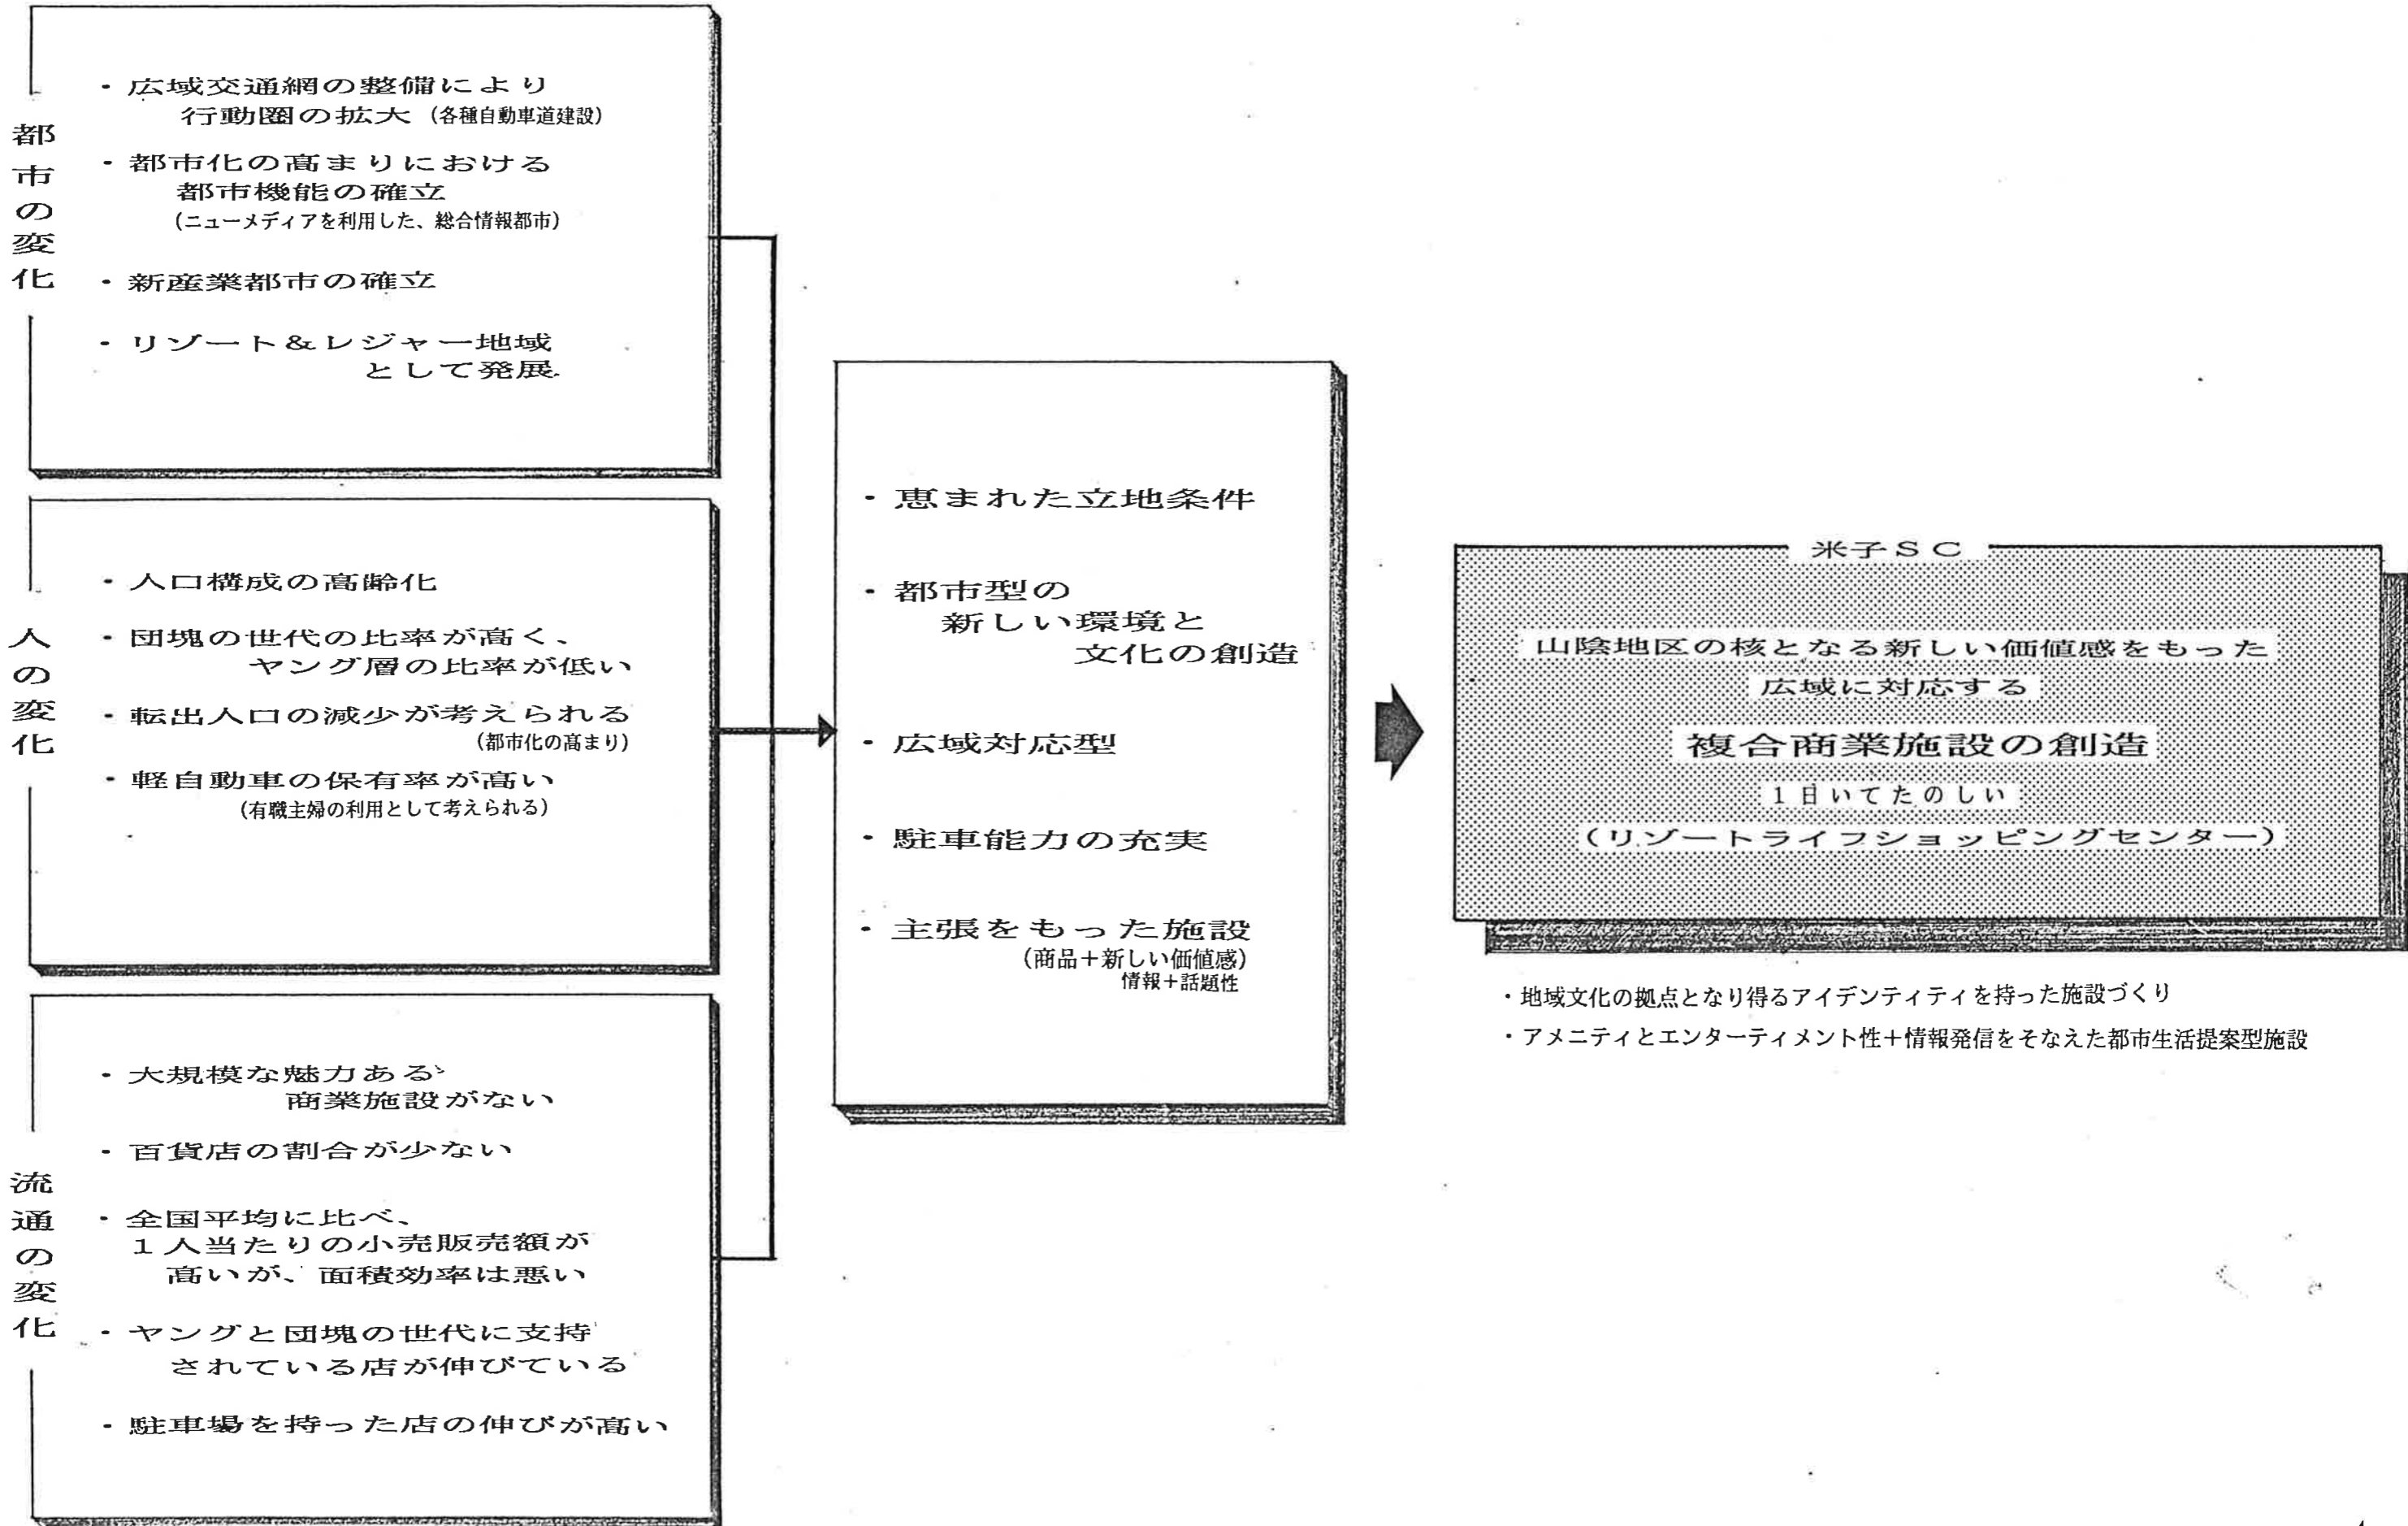 都市の変化
・広域交通網の整備により
行動圏の拡大（各種自動車道建設）
・都市化の高まりにおける
都市機能の確立
（ニューメディアを利用した、総合情報都市）
・新産業都市の確立
・リゾート＆レジャー地域
として発展
人の変化
・人口構成の高齢化
・団塊の世代の比率が高く、
ヤング層の比率が低い
・転出人口の減少が考えられる
（都市化の高まり）
・軽自動車の保有率が高い
（有職主婦の利用として考えられる）
流通の変化
・大規模な魅力ある
商業施設がない
・百貨店の割合が少ない
・全国平均に比べ、
１人当たりの小売販売額が
高いが、面積効率は悪い
・ヤングと団塊の世代に支持
されている店が伸びている
・駐車場を持った店の伸びが高い
・恵まれた立地条件
・都市型の
新しい環境と
文化の創造
・広域対応型
・駐車能力の充実
・主張をもった施設
（商品＋新しい価値感）
情報＋話題性
米子ＳＣ
山陰地区の核となる新しい価値感をもった
広域に対応する
複合商業施設の創造
１日いてたのしい
（リゾートライフショッピングセンター）
・地域文化の拠点となり得るアイデンティティを持った施設づくり
・アメニティとエンターティメント性＋情報発信をそなえた都市生活提案型施設